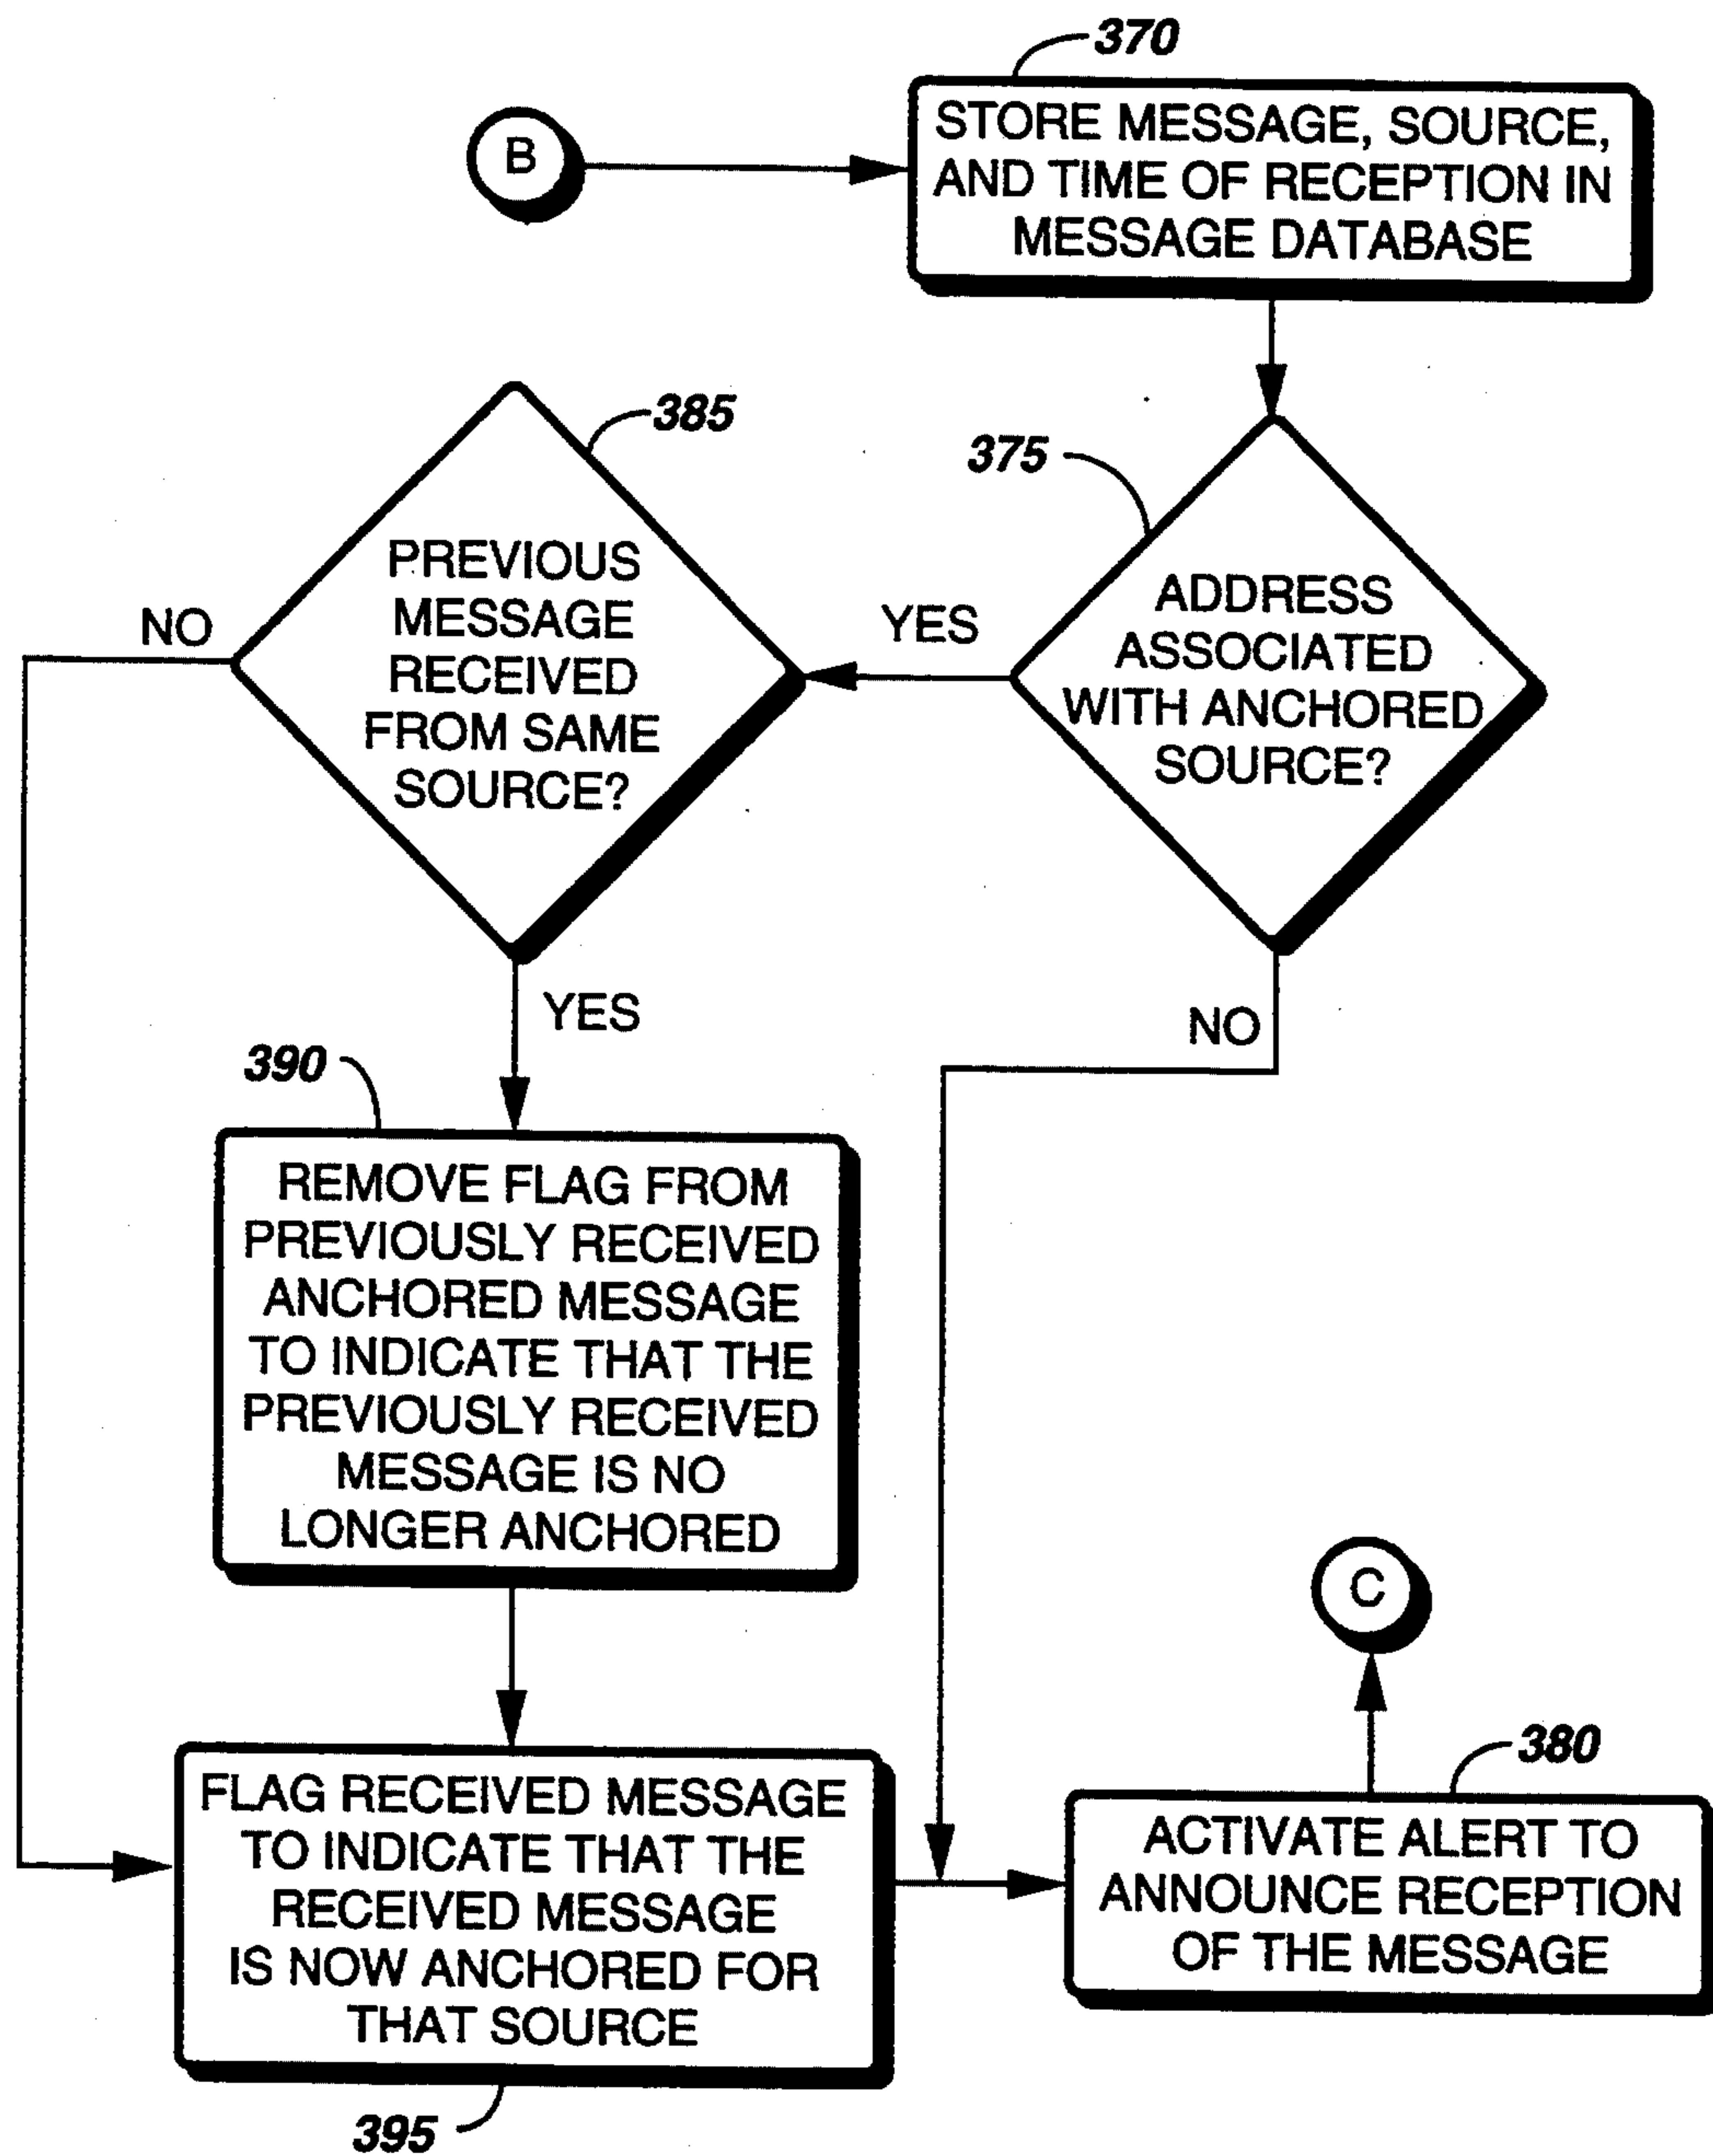 370
B
STORE MESSAGE, SOURCE,
AND TIME OF RECEPTION IN
MESSAGE DATABASE
385
375
PREVIOUS
MESSAGE
RECEIVED
FROM SAME
SOURCE?
NO
YES
ADDRESS
ASSOCIATED
WITH ANCHORED
SOURCE?
YES
NO
390
REMOVE FLAG FROM
PREVIOUSLY RECEIVED
ANCHORED MESSAGE
TO INDICATE THAT THE
PREVIOUSLY RECEIVED
MESSAGE IS NO
LONGER ANCHORED
C
380
FLAG RECEIVED MESSAGE
TO INDICATE THAT THE
RECEIVED MESSAGE
IS NOW ANCHORED FOR
THAT SOURCE
ACTIVATE ALERT TO
ANNOUNCE RECEPTION
OF THE MESSAGE
395